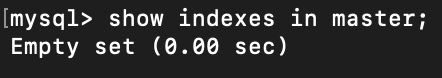 [mysql> show indexes in master;
Empty set (0.00 sec)